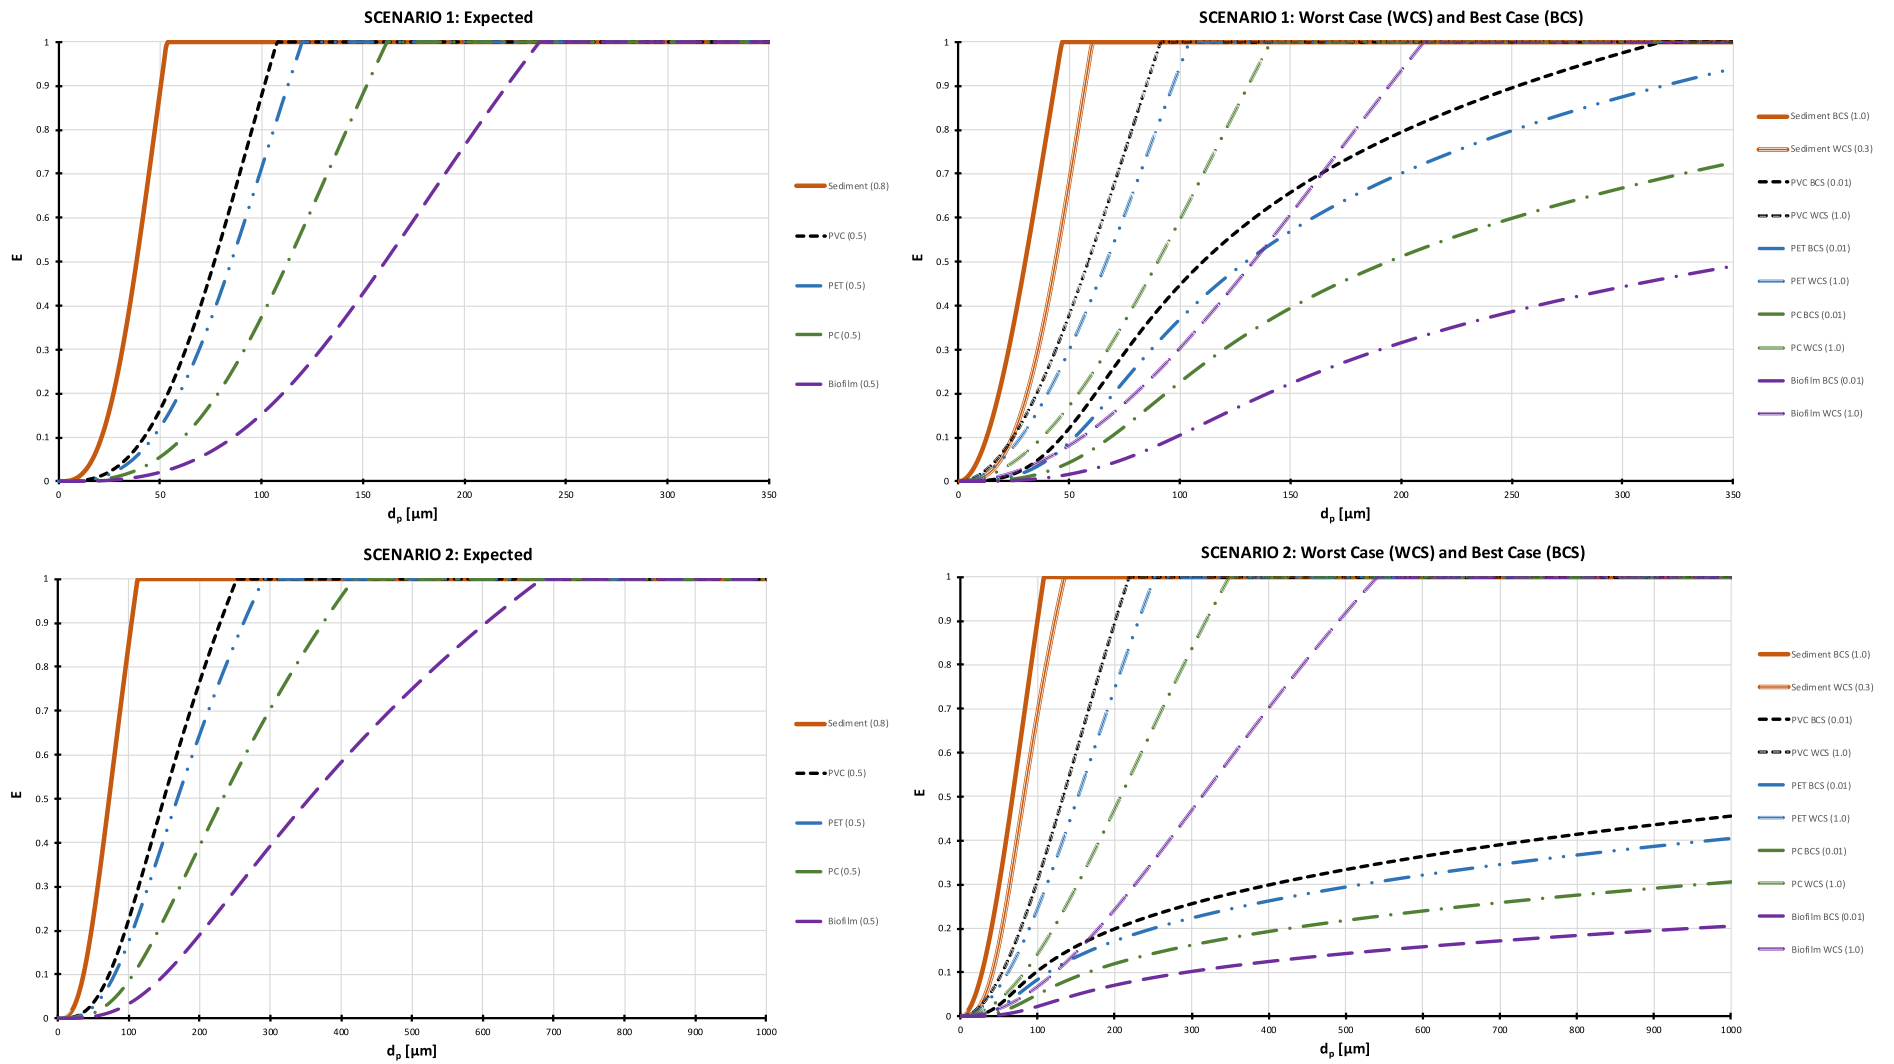 SCENARIO 1: Expected
1
0.9
0.8
0.7
0.6
0.5
0.4
0.3
0.2
0.1
0
E
0 50 100 150 200 250 300 350
dp [μm]
Sediment (0.8)
PVC (0.5)
PET (0.5)
PC (0.5)
Biofilm (0.5)
SCENARIO 1: Worst Case (WCS) and Best Case (BCS)
1
0.9
0.8
0.7
0.6
0.5
0.4
0.3
0.2
0.1
0
E
0 50 100 150 200 250 300 350
dp [μm]
Sediment BCS (1.0)
Sediment WCS (0.3)
PVC BCS (0.01)
PVC WCS (1.0)
PET BCS (0.01)
PET WCS (1.0)
PC BCS (0.01)
PC WCS (1.0)
Biofilm BCS (0.01)
Biofilm WCS (1.0)
SCENARIO 2: Expected
1
0.9
0.8
0.7
0.6
0.5
0.4
0.3
0.2
0.1
0
E
0 100 200 300 400 500 600 700 800 900 1000
dp [μm]
Sediment (0.8)
PVC (0.5)
PET (0.5)
PC (0.5)
Biofilm (0.5)
SCENARIO 2: Worst Case (WCS) and Best Case (BCS)
1
0.9
0.8
0.7
0.6
0.5
0.4
0.3
0.2
0.1
0
E
0 100 200 300 400 500 600 700 800 900 1000
dp [μm]
Sediment BCS (1.0)
Sediment WCS (0.3)
PVC BCS (0.01)
PVC WCS (1.0)
PET BCS (0.01)
PET WCS (1.0)
PC BCS (0.01)
PC WCS (1.0)
Biofilm BCS (0.01)
Biofilm WCS (1.0)